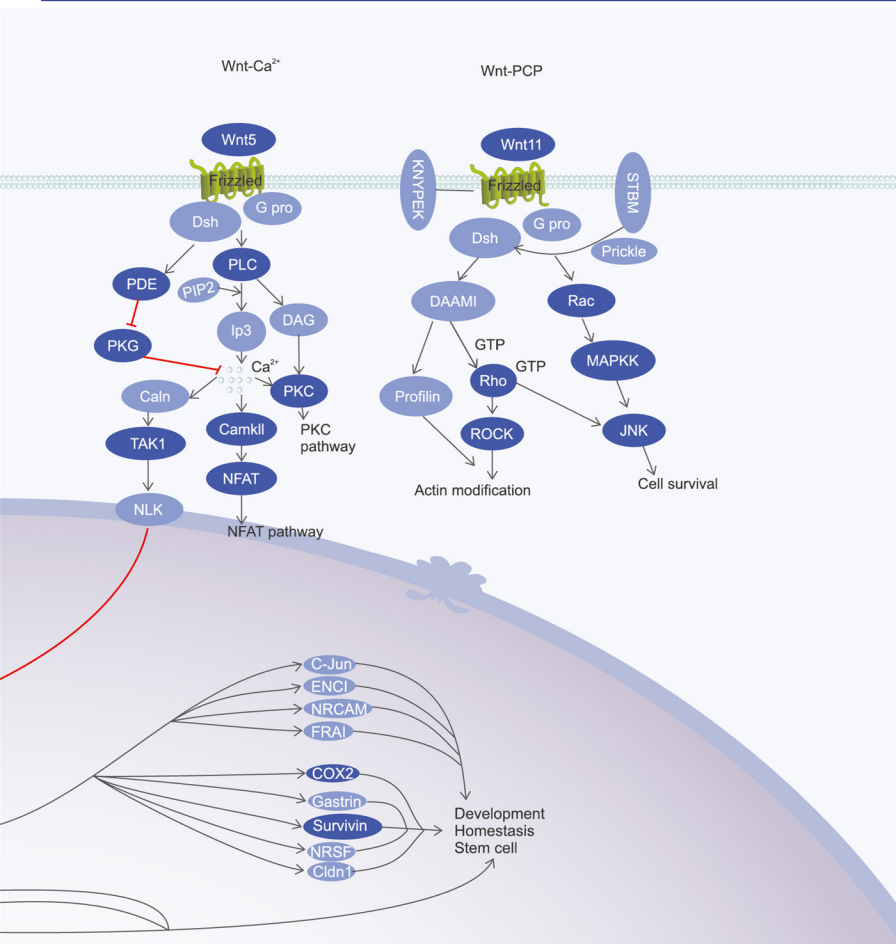 Wnt-Ca²⁺
Wnt-PCP
Wnt5
Frizzled
Dsh
G pro
PDE
PLC
PIP2
PKG
Ip3
DAG
Ca²⁺
Caln
PKC
TAK1
CamkII
PKC
pathway
NFAT
NLK
NFAT pathway
Wnt11
KNYPEK
Frizzled
STBM
G pro
Dsh
Prickle
DAAMI
Rac
GTP
MAPKK
GTP
Rho
Profilin
ROCK
JNK
Actin modification
Cell survival
C-Jun
ENCI
NRCAM
FRAI
COX2
Gastrin
Survivin
NRSF
Cldn1
Development
Homestasis
Stem cell